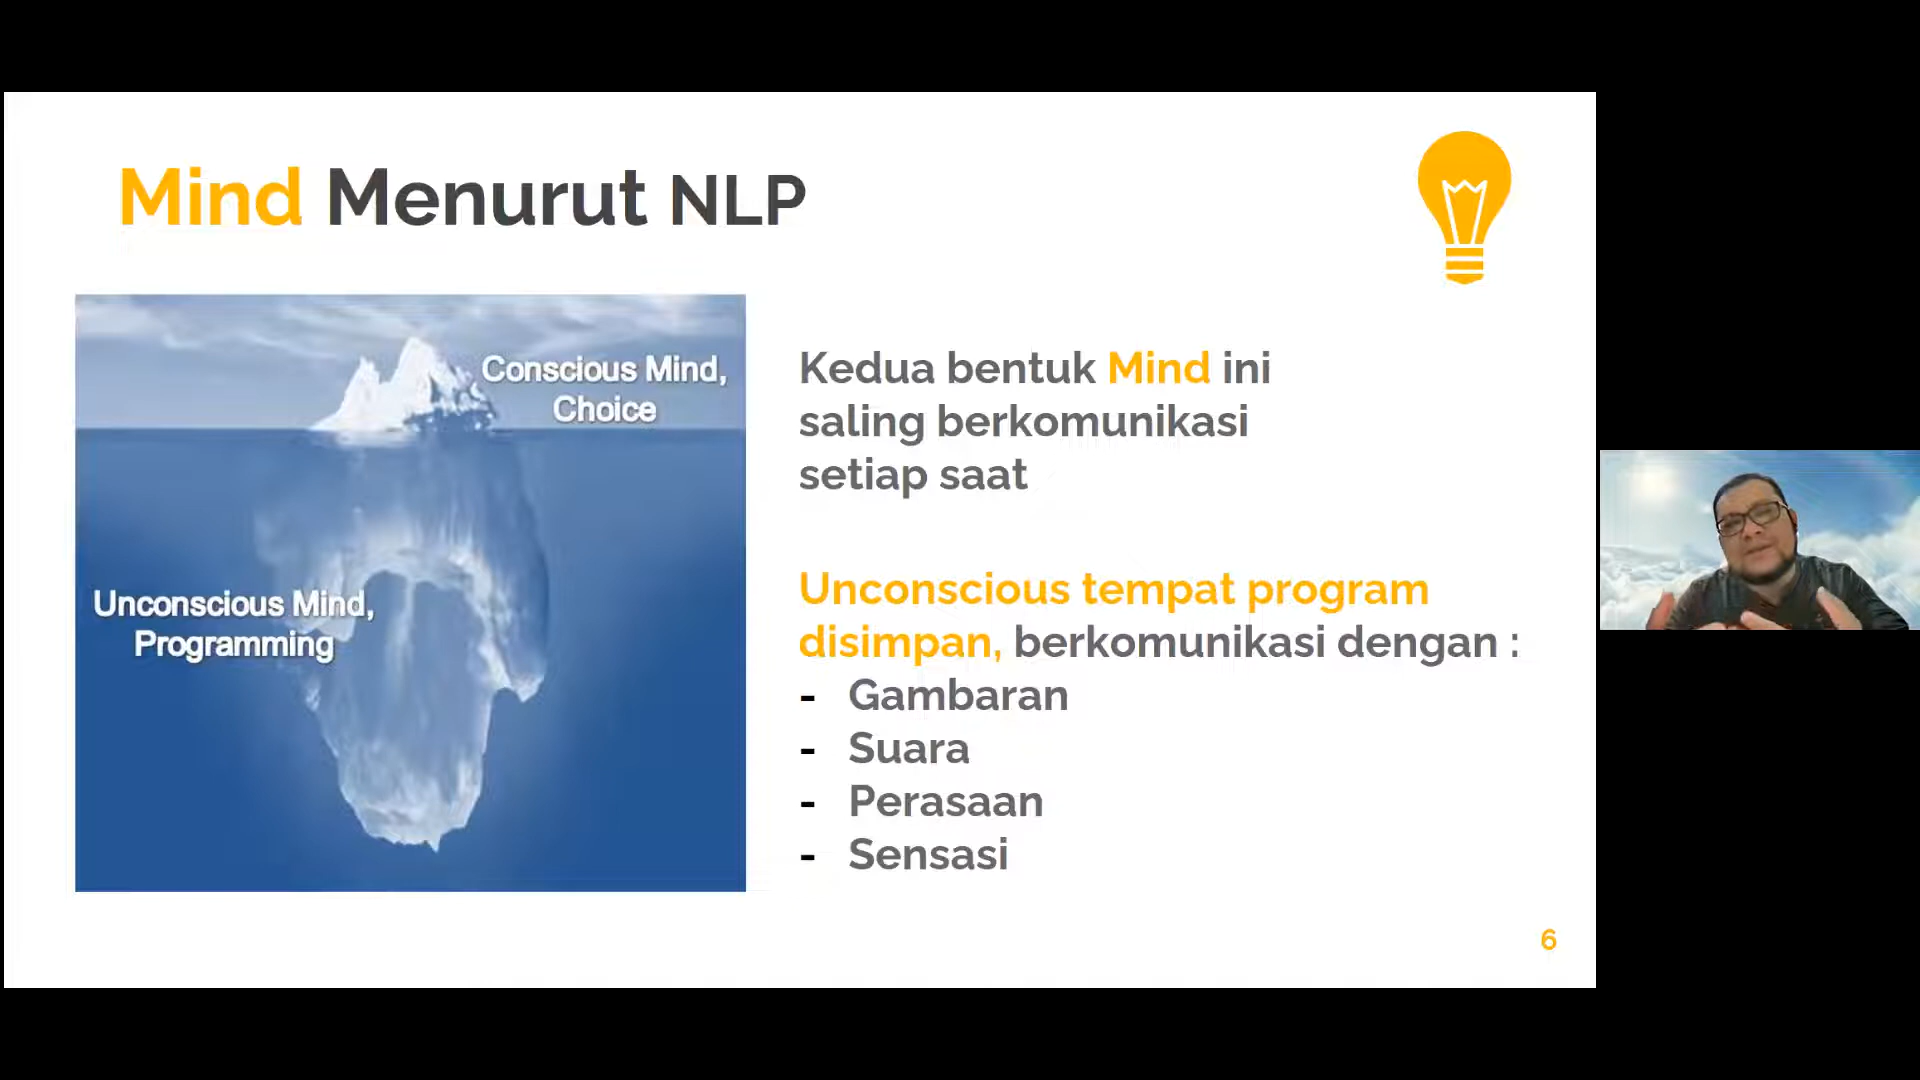 Mind Menurut NLP
Conscious Mind,
Choice
Unconscious Mind,
Programming
Kedua bentuk Mind ini
saling berkomunikasi
setiap saat
Unconscious tempat program
disimpan, berkomunikasi dengan :
- Gambaran
- Suara
- Perasaan
- Sensasi
6